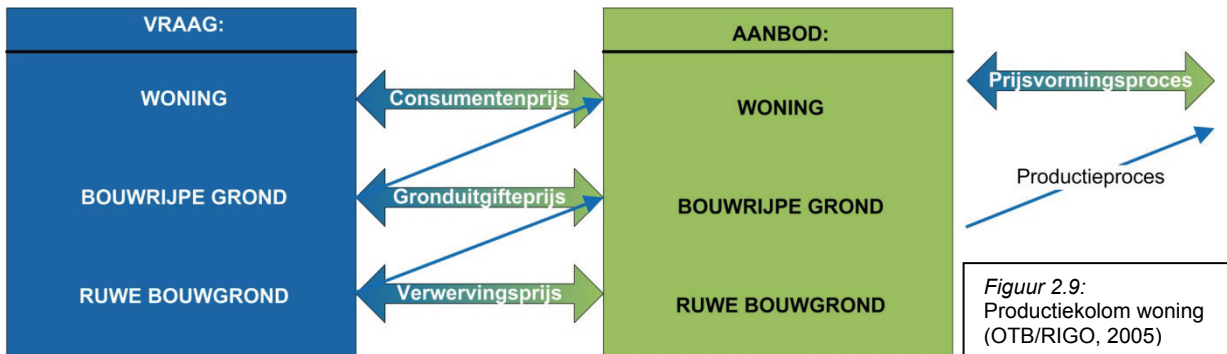 VRAAG:
WONING
BOUWRIJPE GROND
RUWE BOUWGROND
Consumentenprijs
Gronduitgifteprijs
Verwervingsprijs
AANBOD:
WONING
BOUWRIJPE GROND
RUWE BOUWGROND
Prijsvormingsproces
Productieproces
Figuur 2.9:
Productiekolom woning
(OTB/RIGO, 2005)